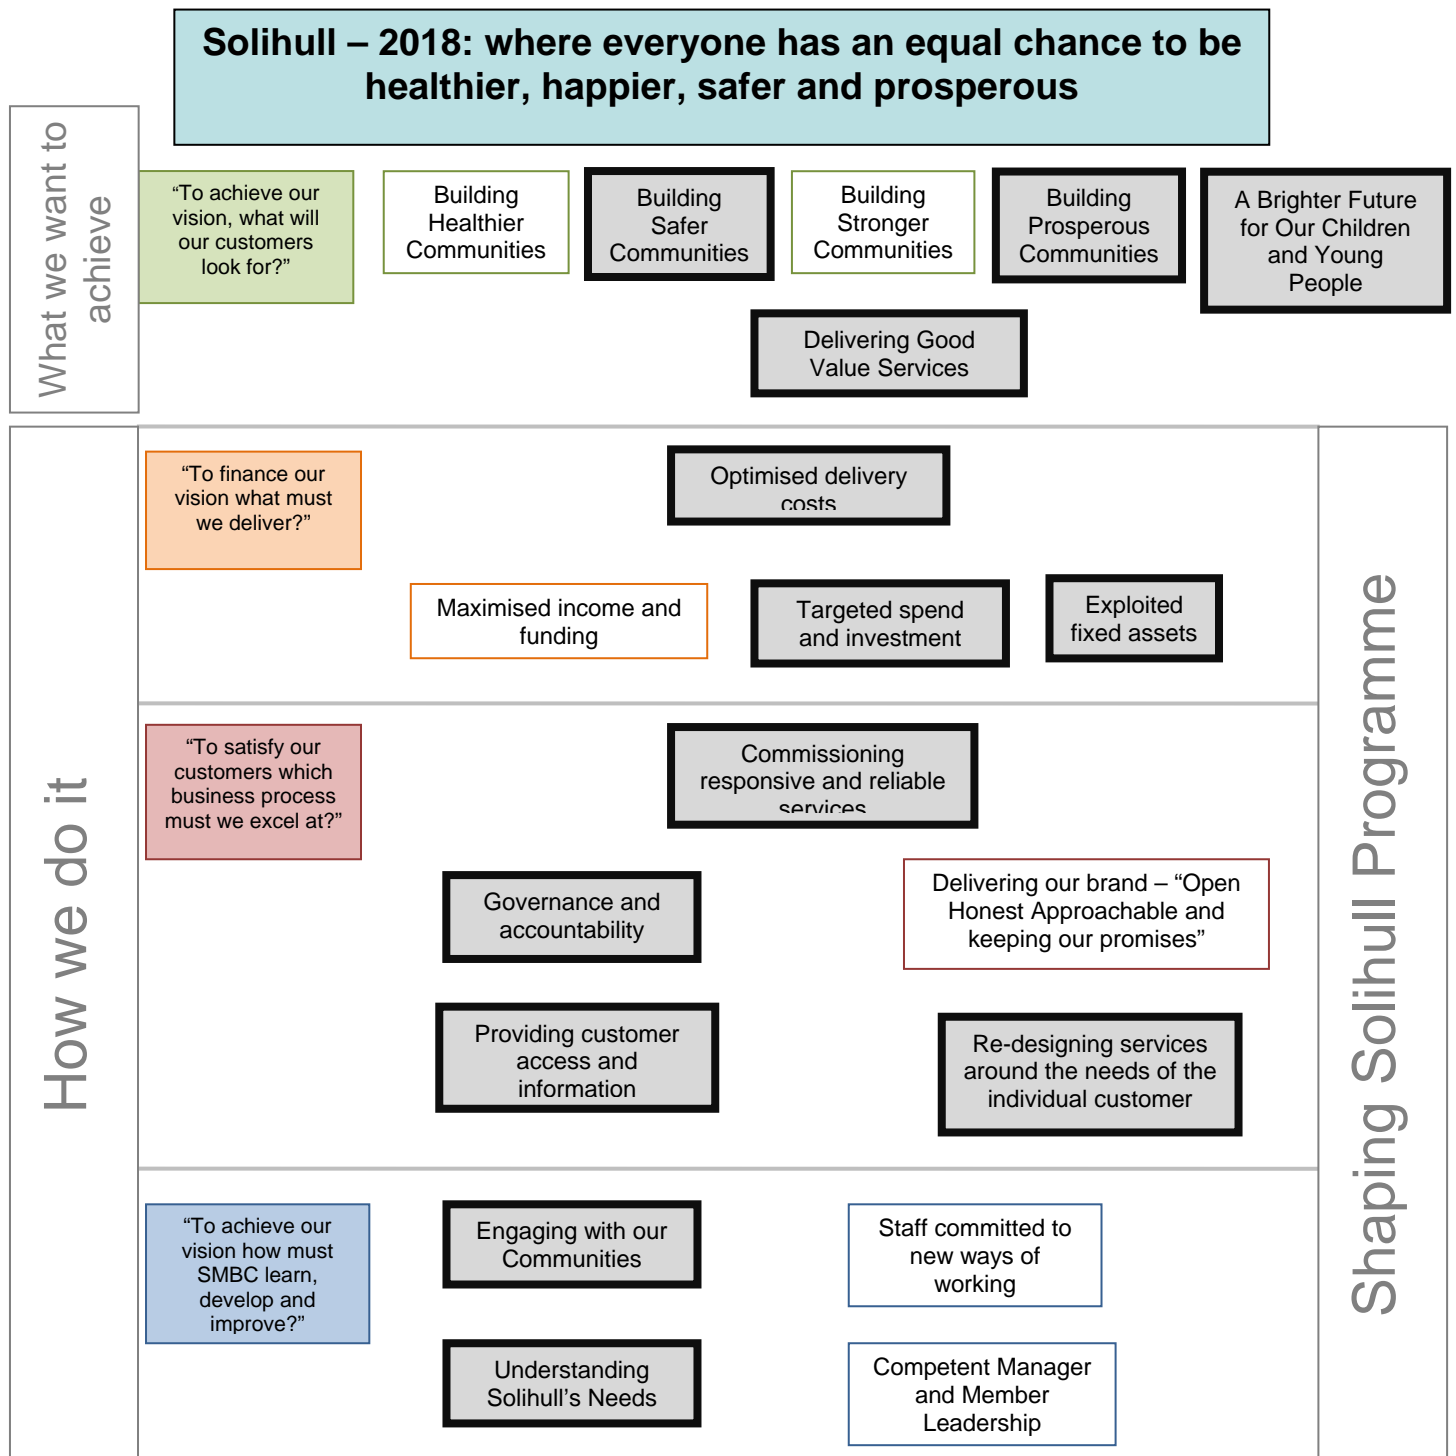 Solihull – 2018: where everyone has an equal chance to be
healthier, happier, safer and prosperous
What we want to
achieve
“To achieve our
vision, what will
our customers
look for?”
Building
Healthier
Communities
Building
Safer
Communities
Building
Stronger
Communities
Building
Prosperous
Communities
A Brighter Future
for Our Children
and Young
People
Delivering Good
Value Services
How we do it
“To finance our
vision what must
we deliver?”
Optimised delivery
costs
Maximised income and
funding
Targeted spend
and investment
Exploited
fixed assets
“To satisfy our
customers which
business process
must we excel at?”
Commissioning
responsive and reliable
services
Governance and
accountability
Delivering our brand – “Open
Honest Approachable and
keeping our promises”
Providing customer
access and
information
Re-designing services
around the needs of the
individual customer
“To achieve our
vision how must
SMBC learn,
develop and
improve?”
Engaging with our
Communities
Staff committed to
new ways of
working
Understanding
Solihull’s Needs
Competent Manager
and Member
Leadership
Shaping Solihull Programme